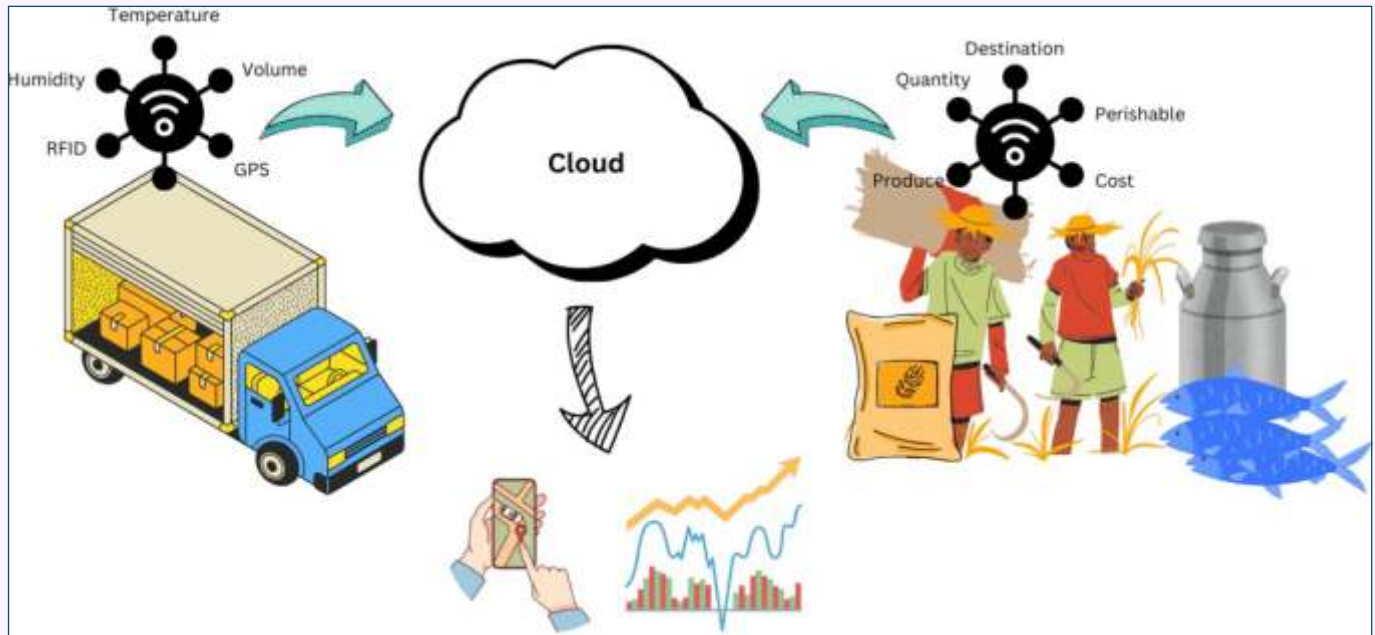 Temperature
Humidity
Volume
RFID
GPS
Cloud
Destination
Quantity
Perishable
Produce
Cost